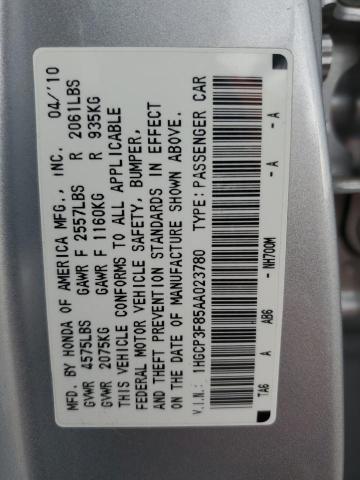 MFD. BY HONDA OF AMERICA MFG., INC. 04/'10
GVWR 4575LBS GAWR F 2557LBS R 2061LBS
GVWR 2075KG GAWR F 1160KG R 935KG
THIS VEHICLE CONFORMS TO ALL APPLICABLE
FEDERAL MOTOR VEHICLE SAFETY, BUMPER,
AND THEFT PREVENTION STANDARDS IN EFFECT
ON THE DATE OF MANUFACTURE SHOWN ABOVE.
V.I.N.: 1HGCP3F85AA023780 TYPE: PASSENGER CAR
TA6 A AB6 - NH700M - A - A